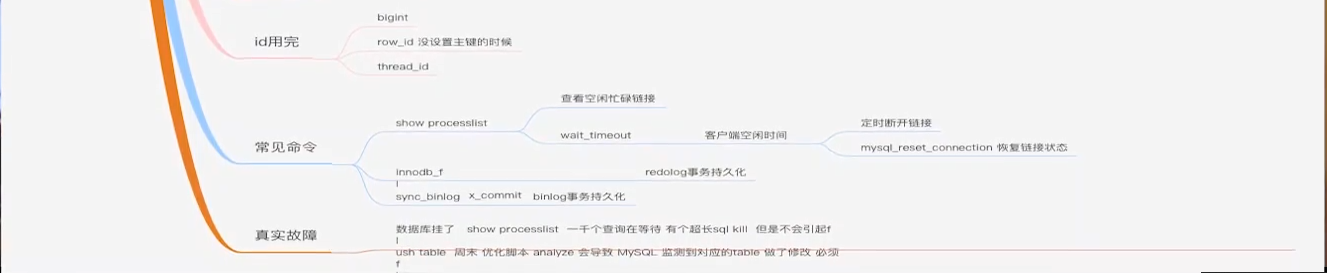 bigint
id用完
row_id 没设置主键的时候
thread_id
查看空闲忙碌链接
show processlist
wait_timeout
客户端空闲时间
定时断开链接
mysql_reset_connection 恢复链接状态
常见命令
innodb_f
l
redolog事务持久化
sync_binlog
x_commit
binlog事务持久化
真实故障
数据库挂了 show processlist 一千个查询在等待 有个超长sql kill 但是不会引起f
l
ush table 周末 优化脚本 analyze 会导致 MySQL 监测到对应的table 做了修改 必须
f